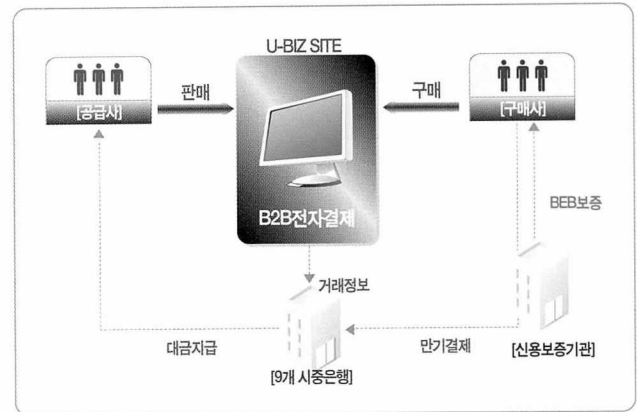 U-BIZ SITE
[공급사]
판매
구매
[구매사]
B2B전자결제
BEB보증
거래정보
대금지급
만기결제
[신용보증기관]
[9개 시중은행]